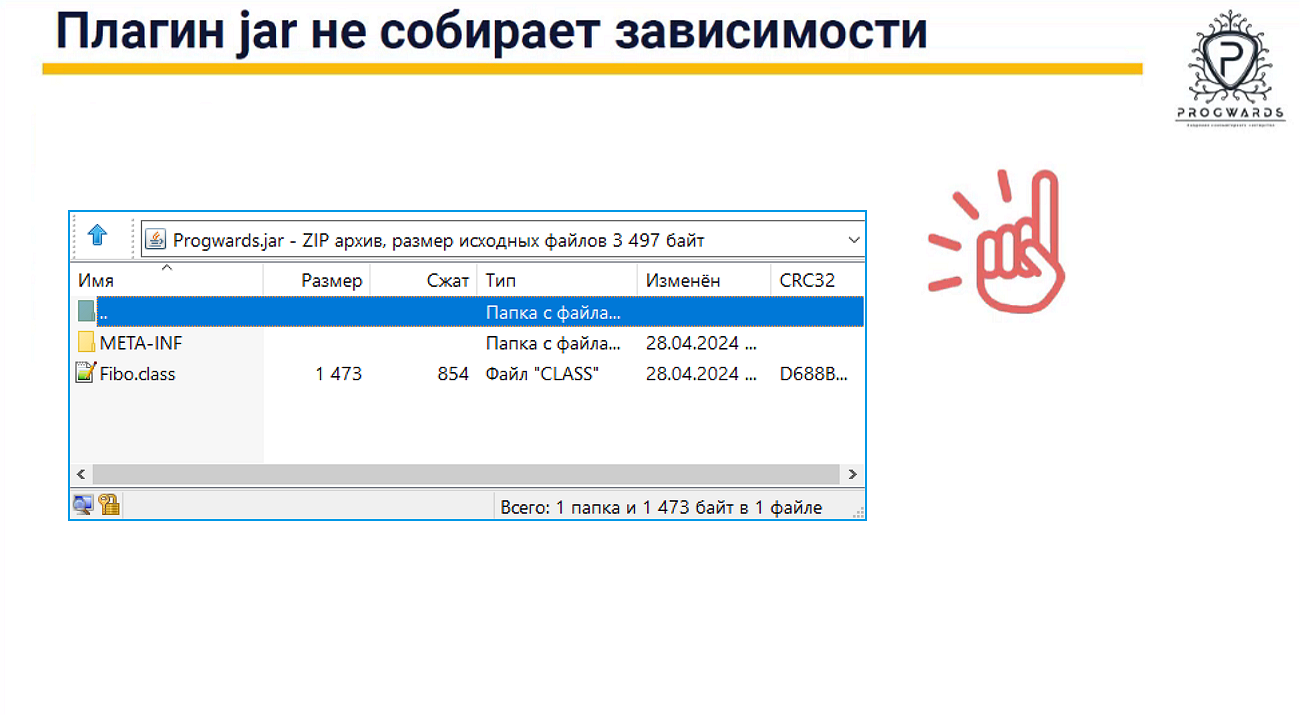 Плагин jar не собирает зависимости
PROGWARDS
Progwards.jar - ZIP архив, размер исходных файлов 3 497 байт
Имя Размер Сжат Тип Изменён CRC32
.. Папка с файла...
META-INF Папка с файла... 28.04.2024 ...
Fibo.class 1 473 854 Файл "CLASS" 28.04.2024 ... D688B...
Всего: 1 папка и 1 473 байт в 1 файле